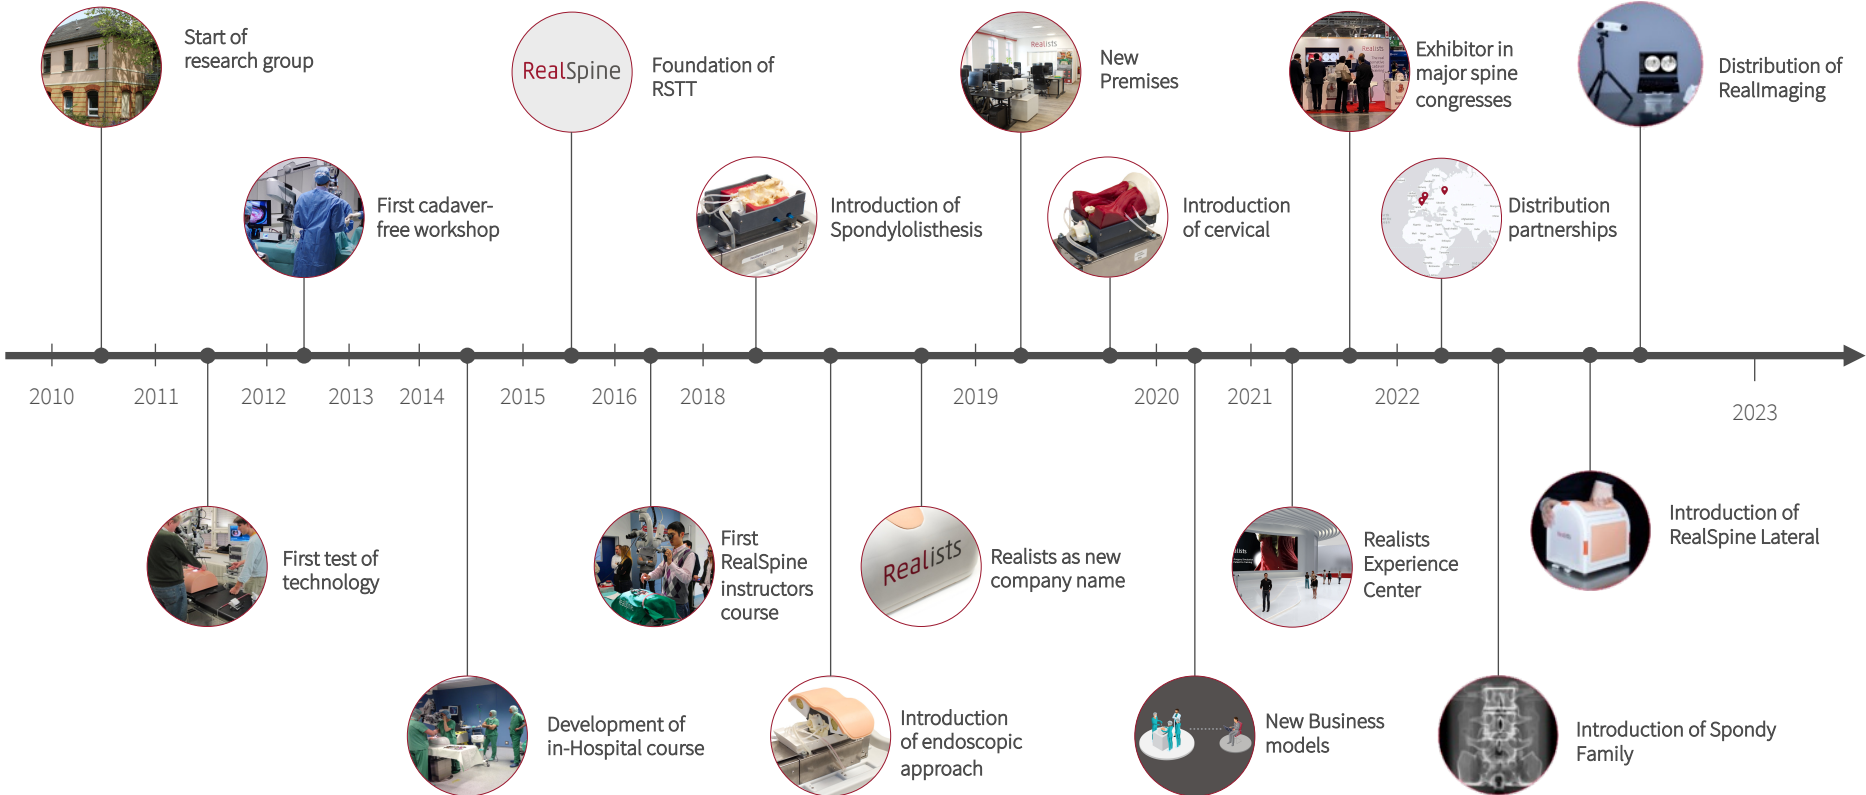 Start of
research group
RealSpine
Foundation of
RSTT
Realists
New
Premises
Realists
Exhibitor in
major spine
congresses
Distribution of
RealImaging
First cadaver-
free workshop
Introduction of
Spondylolisthesis
Introduction
of cervical
Distribution
partnerships
2010
2011
2012
2013
2014
2015
2016
2018
2019
2020
2021
2022
2023
First test of
technology
First
RealSpine
instructors
course
Realists
Realists as new
company name
Realists
Experience
Center
Realists
Introduction of
RealSpine Lateral
Development of
in-Hospital course
Introduction
of endoscopic
approach
New Business
models
Introduction of Spondy
Family